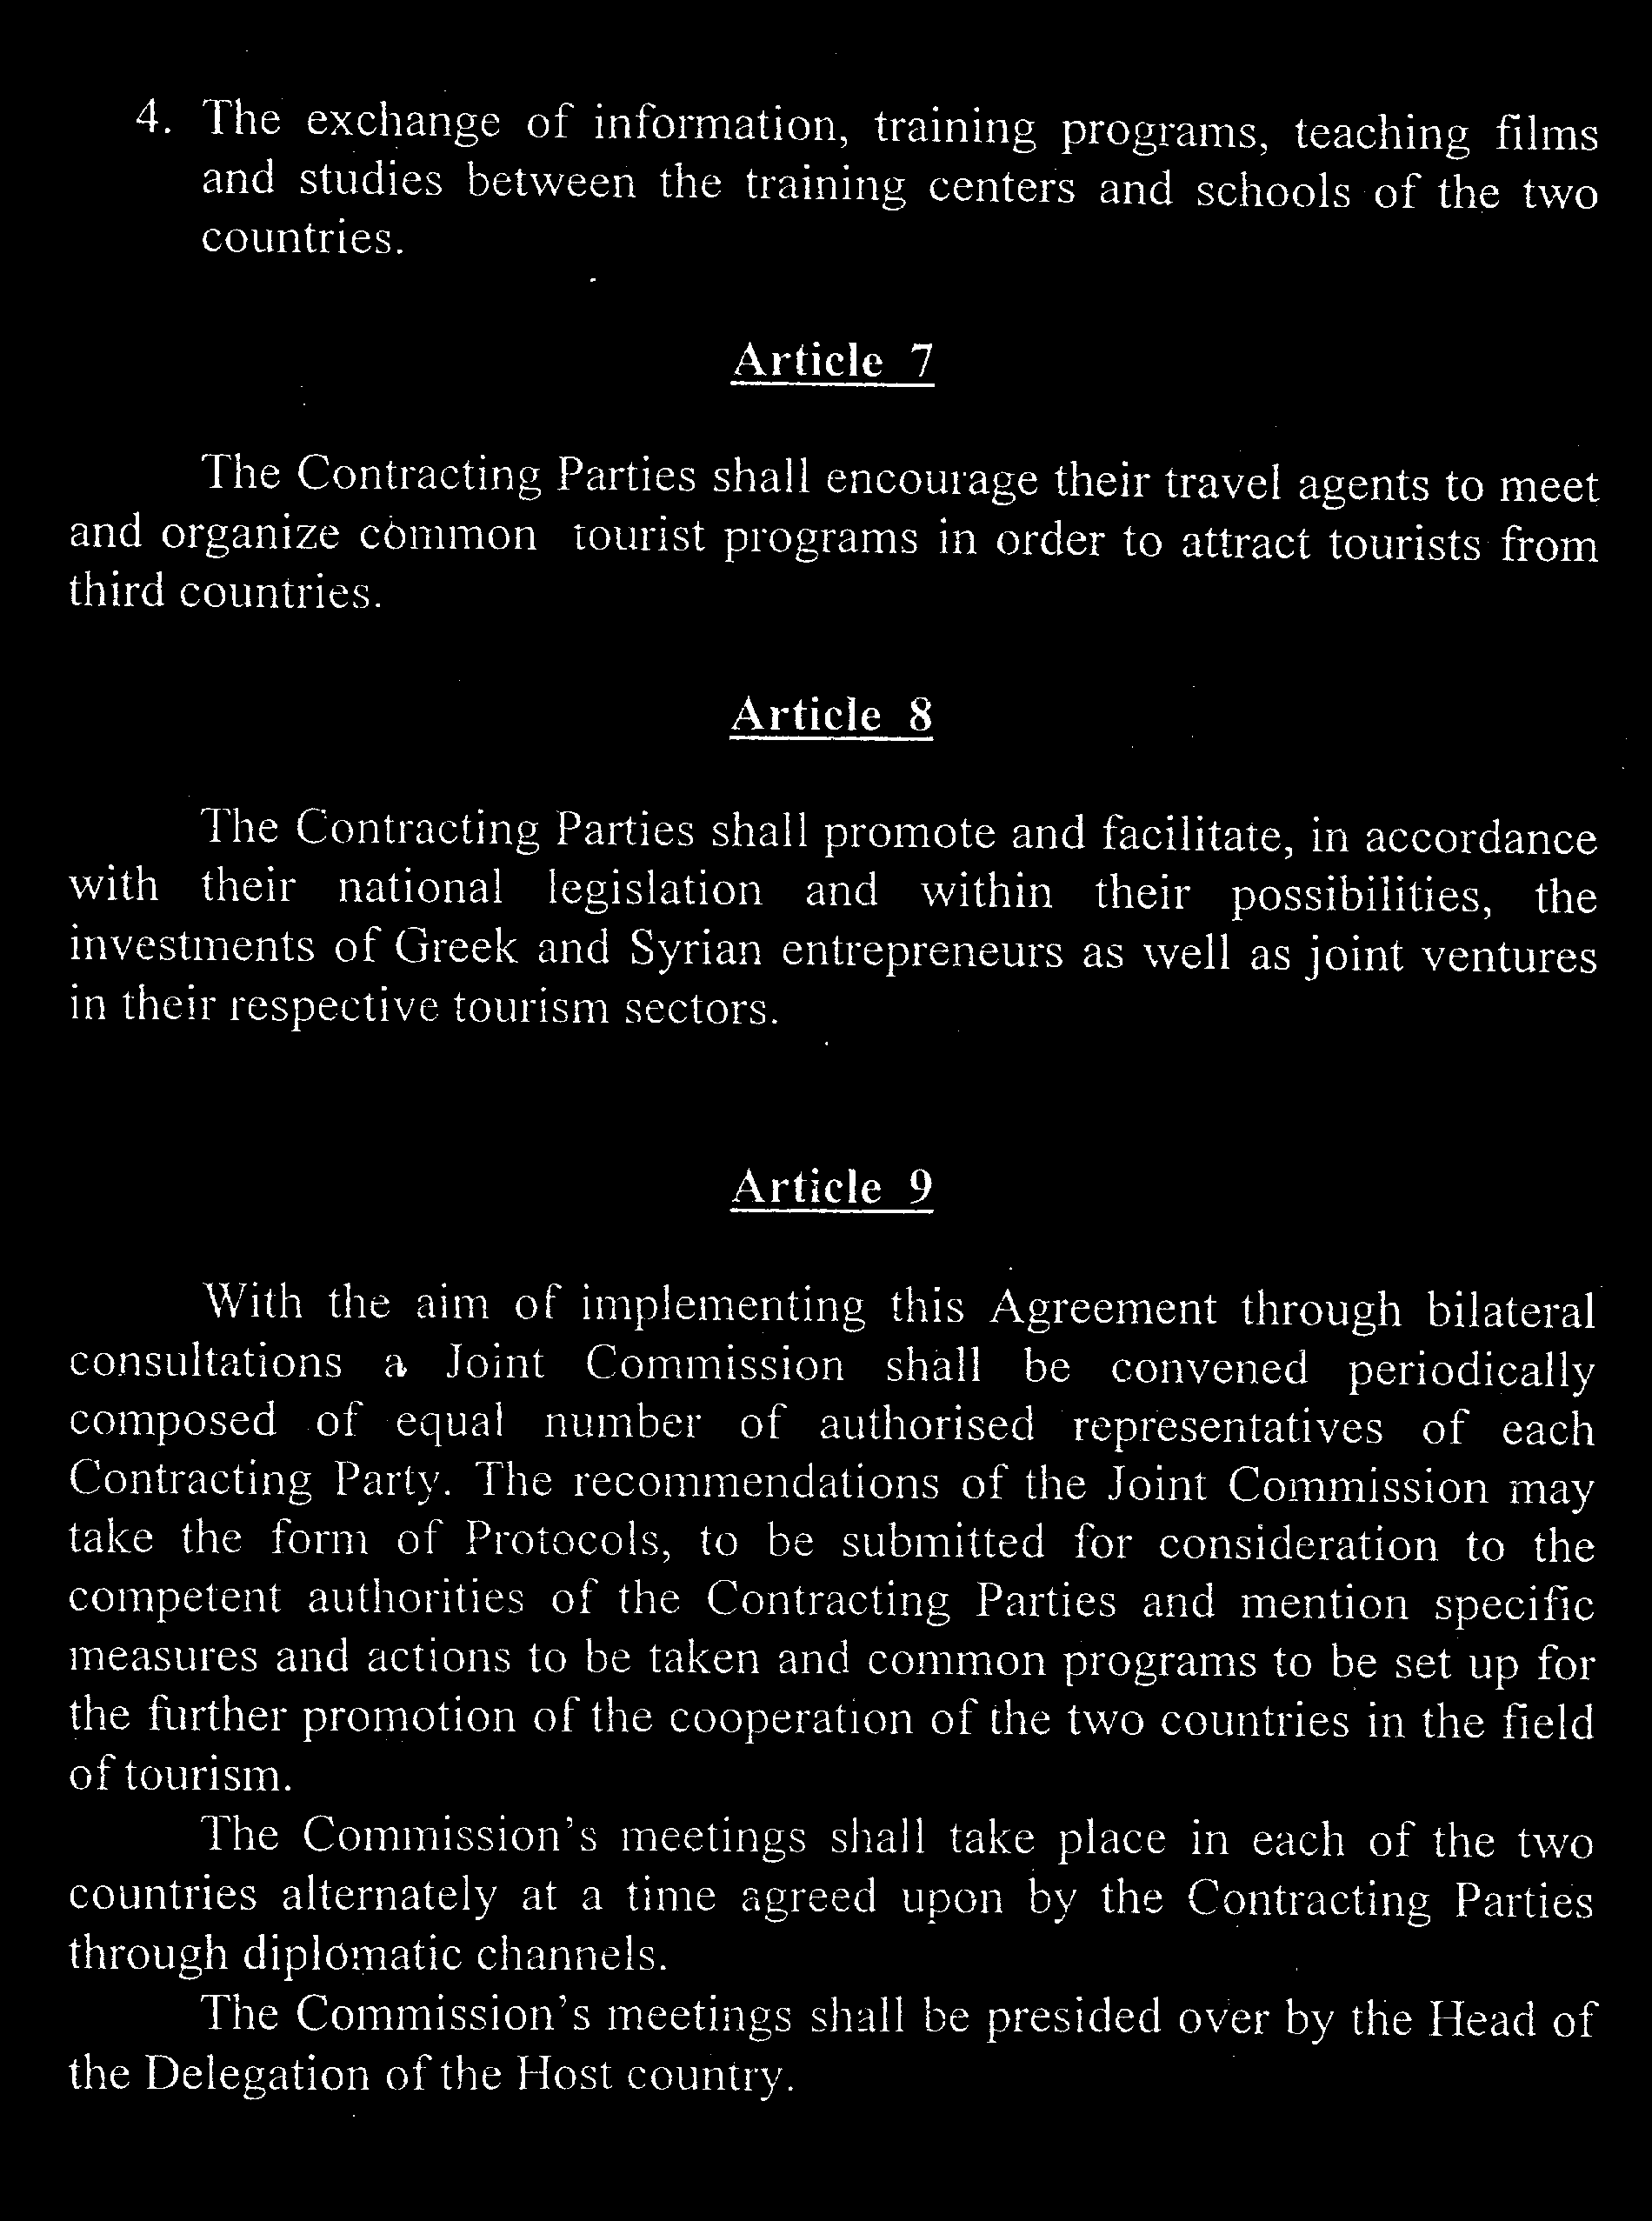 4. The exchange of information, training programs, teaching films
and studies between the training centers and schools of the two
countries.
Article 7
The Contracting Parties shall encourage their travel agents to meet
and organize common tourist programs in order to attract tourists from
third countries.
Article 8
The Contracting Parties shall promote and facilitate, in accordance
with their national legislation and within their possibilities, the
investments of Greek and Syrian entrepreneurs as well as joint ventures
in their respective tourism sectors.
Article 9
With the aim of implementing this Agreement through bilateral
consultations a Joint Commission shall be convened periodically
composed of equal number of authorised representatives of each
Contracting Party. The recommendations of the Joint Commission may
take the form of Protocols, to be submitted for consideration to the
competent authorities of the Contracting Parties and mention specific
measures and actions to be taken and common programs to be set up for
the further promotion of the cooperation of the two countries in the field
of tourism.
The Commission's meetings shall take place in each of the two
countries alternately at a time agreed upon by the Contracting Parties
through diplomatic channels.
The Commission's meetings shall be presided over by the Head of
the Delegation of the Host country.